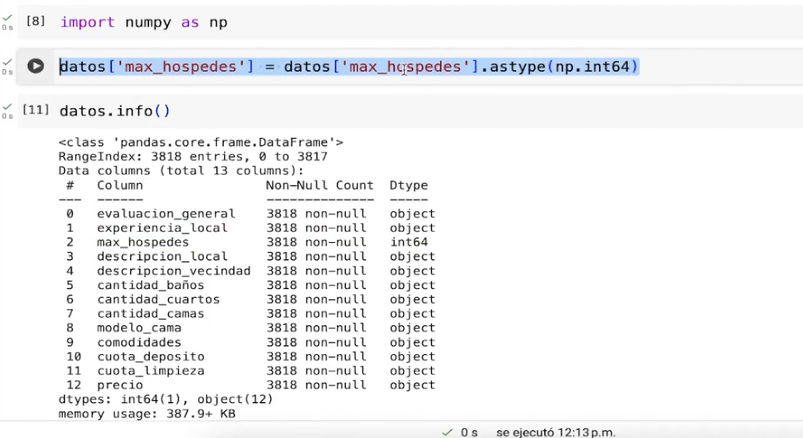 [8] import numpy as np
0s
datos['max_hospedes'] = datos['max_hospedes'].astype(np.int64)
0s
[11] datos.info()
0s
<class 'pandas.core.frame.DataFrame'>
RangeIndex: 3818 entries, 0 to 3817
Data columns (total 13 columns):
 #   Column                Non-Null Count  Dtype
---  ------                --------------  -----
 0   evaluacion_general    3818 non-null   object
 1   experiencia_local     3818 non-null   object
 2   max_hospedes          3818 non-null   int64
 3   descripcion_local     3818 non-null   object
 4   descripcion_vecindad  3818 non-null   object
 5   cantidad_baños        3818 non-null   object
 6   cantidad_cuartos      3818 non-null   object
 7   cantidad_camas        3818 non-null   object
 8   modelo_cama           3818 non-null   object
 9   comodidades           3818 non-null   object
 10  cuota_deposito        3818 non-null   object
 11  cuota_limpieza        3818 non-null   object
 12  precio                3818 non-null   object
dtypes: int64(1), object(12)
memory usage: 387.9+ KB
✓ 0 s se ejecutó 12:13 p.m.